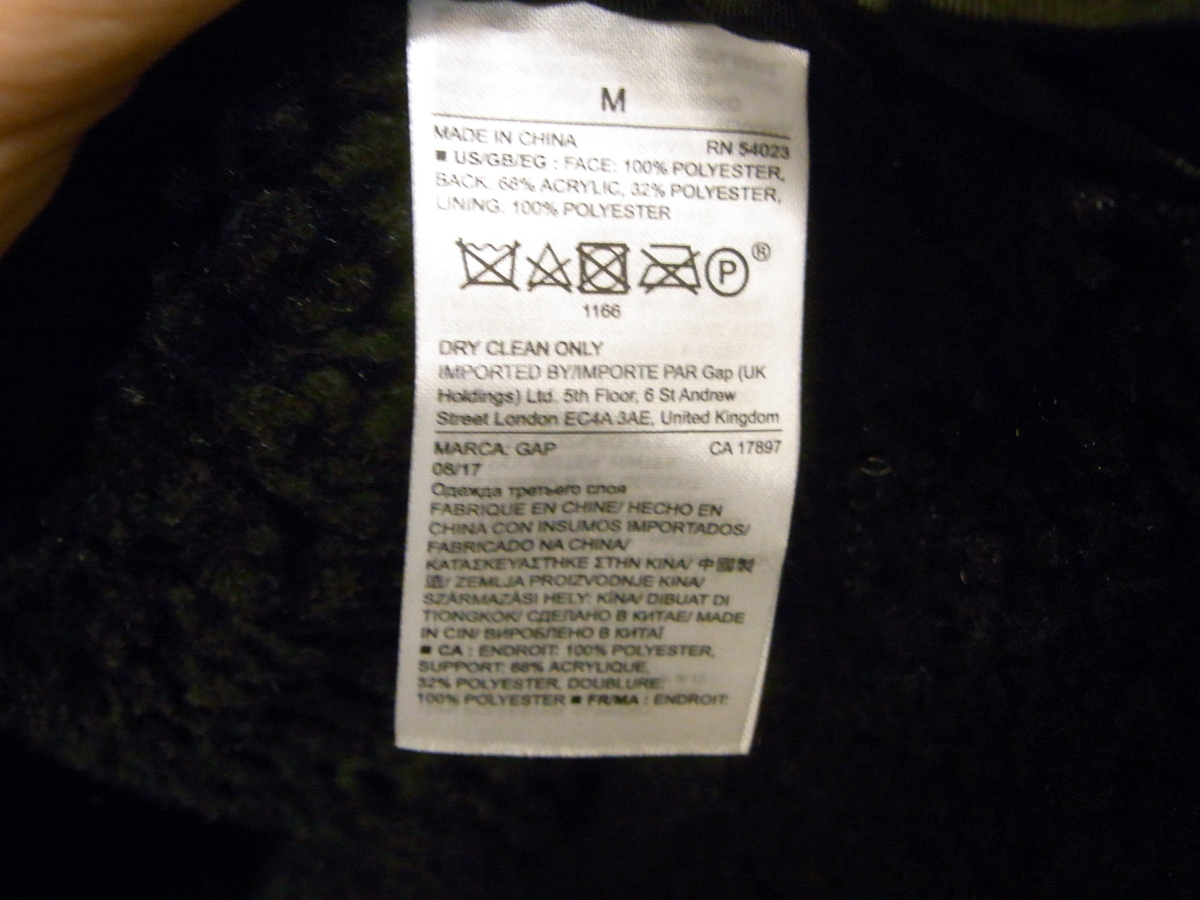 M
MADE IN CHINA RN 54023
■ US/GB/EG : FACE: 100% POLYESTER,
BACK: 68% ACRYLIC, 32% POLYESTER,
LINING: 100% POLYESTER
P ®
1166
DRY CLEAN ONLY
IMPORTED BY/IMPORTE PAR Gap (UK
Holdings) Ltd. 5th Floor, 6 St Andrew
Street London EC4A 3AE, United Kingdom
MARCA: GAP CA 17897
08/17
Одежда третьего слоя
FABRIQUE EN CHINE/ HECHO EN
CHINA CON INSUMOS IMPORTADOS/
FABRICADO NA CHINA/
ΚΑΤΑΣΚΕΥΑΣΤΗΚΕ ΣΤΗΝ ΚΙΝΑ/ 中國製
造/ ZEMLJA PROIZVODNJE KINA/
SZÁRMAZÁSI HELY: KÍNA/ DIBUAT DI
TIONGKOK/ СДЕЛАНО В КИТАЕ/ MADE
IN CIN/ ВИРОБЛЕНО В КИТАЇ
■ CA : ENDROIT: 100% POLYESTER,
SUPPORT: 68% ACRYLIQUE,
32% POLYESTER, DOUBLURE:
100% POLYESTER ■ FR/MA : ENDROIT: